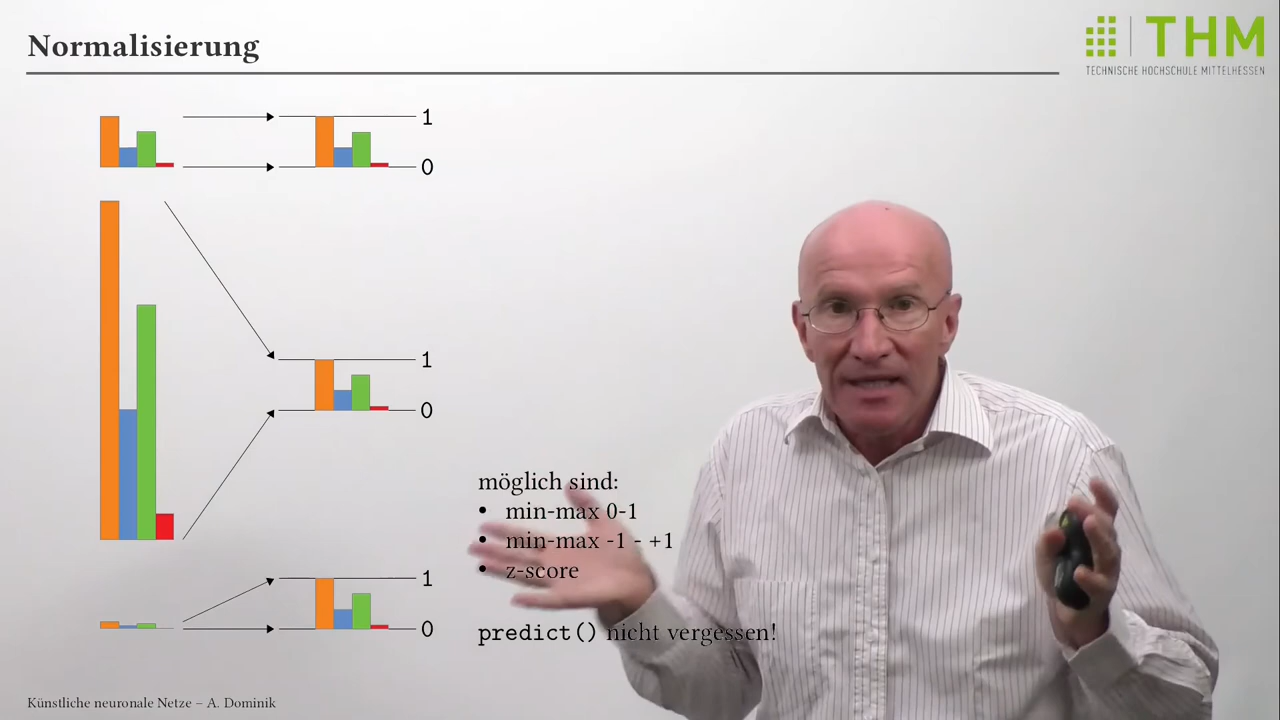 Normalisierung
THM
TECHNISCHE HOCHSCHULE MITTELHESSEN
1
0
1
0
1
0
möglich sind:
• min-max 0-1
• min-max -1 - +1
• z-score
predict() nicht vergessen!
Künstliche neuronale Netze – A. Dominik